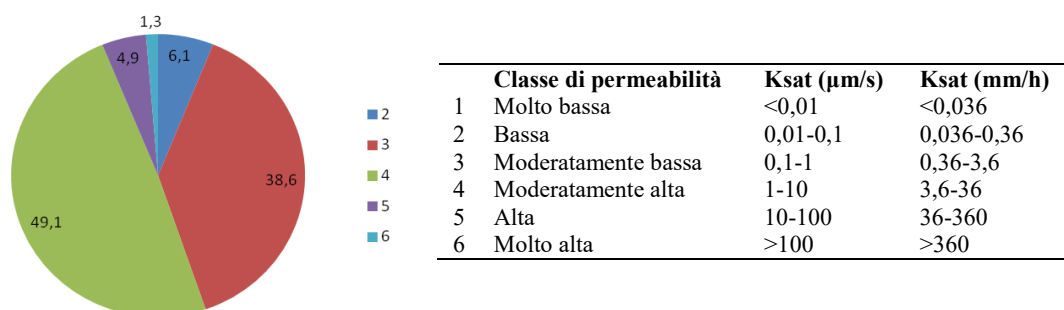 1,3
4,9
6,1
38,6
49,1
2
3
4
5
6
Classe di permeabilità Ksat (µm/s) Ksat (mm/h)
1 Molto bassa <0,01 <0,036
2 Bassa 0,01-0,1 0,036-0,36
3 Moderatamente bassa 0,1-1 0,36-3,6
4 Moderatamente alta 1-10 3,6-36
5 Alta 10-100 36-360
6 Molto alta >100 >360